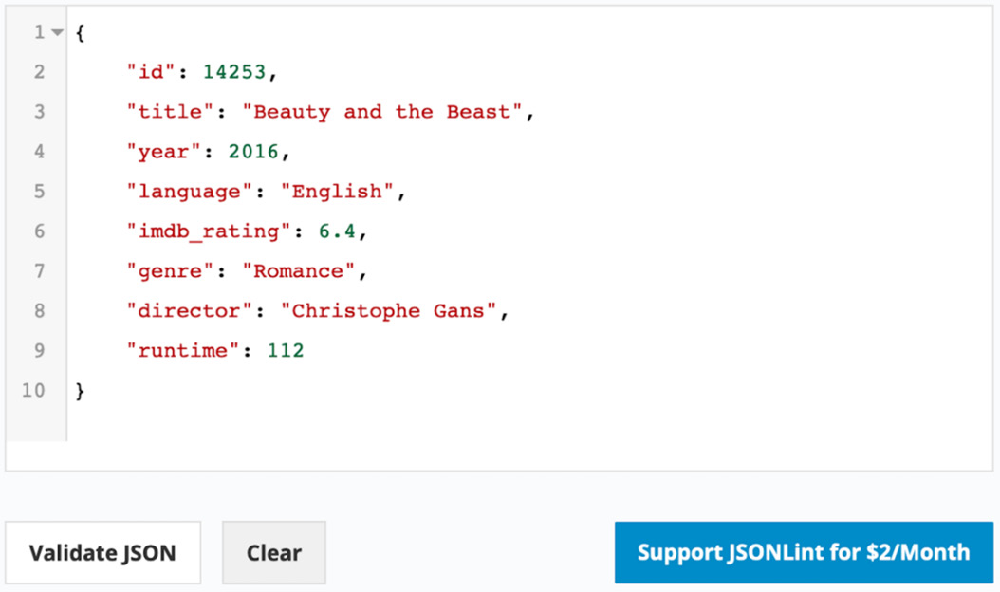 1 {
2 "id": 14253,
3 "title": "Beauty and the Beast",
4 "year": 2016,
5 "language": "English",
6 "imdb_rating": 6.4,
7 "genre": "Romance",
8 "director": "Christophe Gans",
9 "runtime": 112
10 }
Validate JSON Clear Support JSONLint for $2/Month